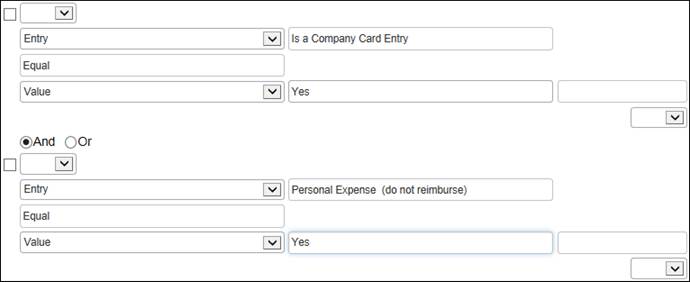 Entry Is a Company Card Entry
Equal
Value Yes
And Or
Entry Personal Expense (do not reimburse)
Equal
Value Yes